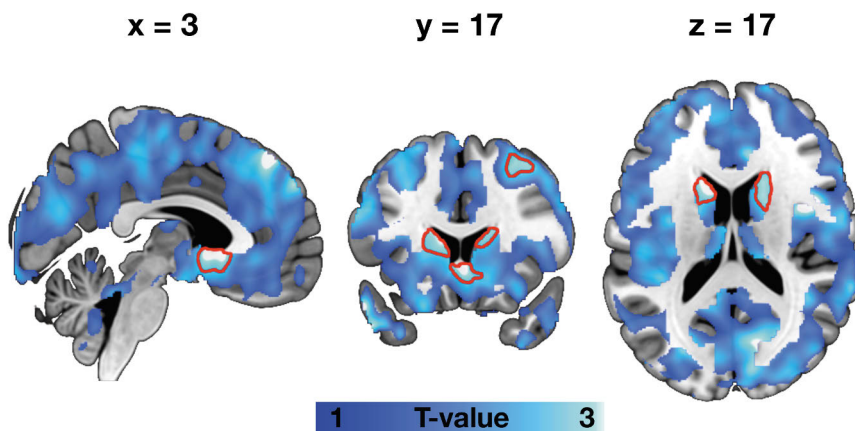 x = 3
y = 17
z = 17
1 T-value 3